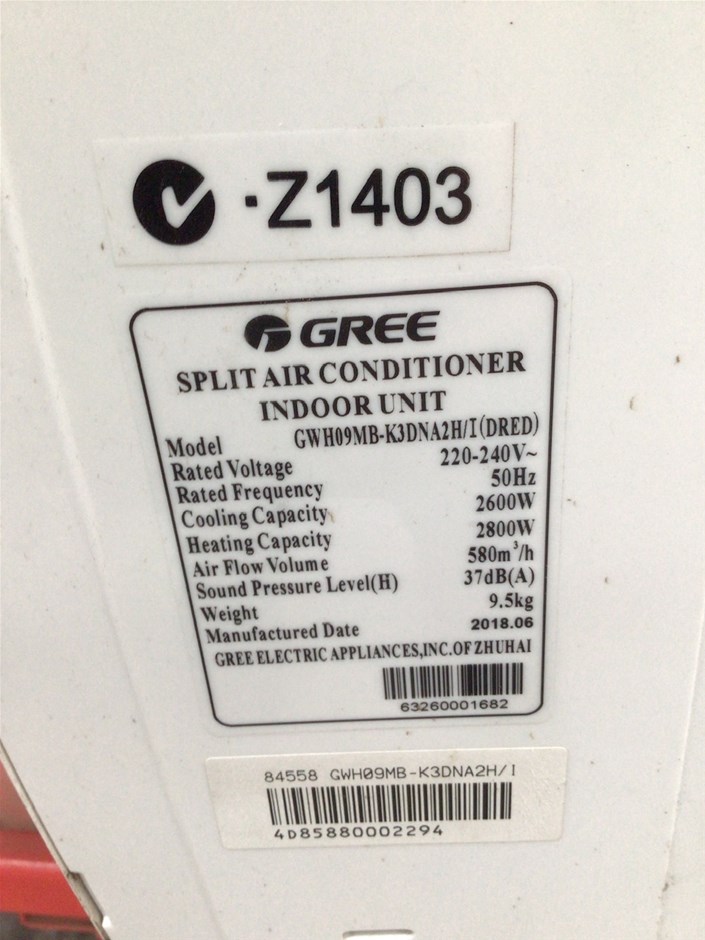 ·Z1403
GREE
SPLIT AIR CONDITIONER
INDOOR UNIT
Model GWH09MB-K3DNA2H/I(DRED)
Rated Voltage 220-240V~
Rated Frequency 50Hz
Cooling Capacity 2600W
Heating Capacity 2800W
Air Flow Volume 580m³/h
Sound Pressure Level(H) 37dB(A)
Weight 9.5kg
Manufactured Date 2018.06
GREE ELECTRIC APPLIANCES,INC.OF ZHUHAI
63260001682
84558 GWH09MB-K3DNA2H/I
4D85880002294